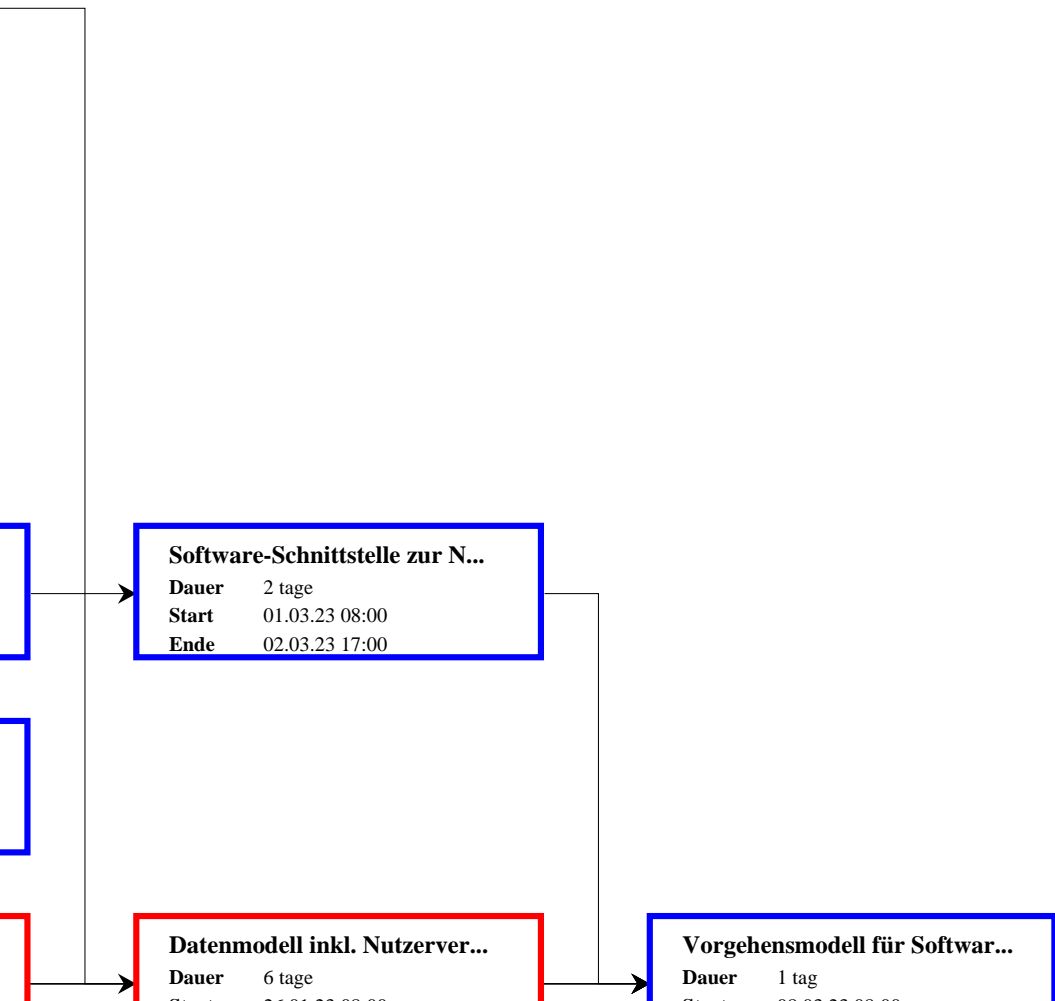 Software-Schnittstelle zur N...
Dauer 2 tage
Start 01.03.23 08:00
Ende 02.03.23 17:00
Datenmodell inkl. Nutzerver...
Vorgehensmodell für Softwar...
Dauer 6 tage
Dauer 1 tag